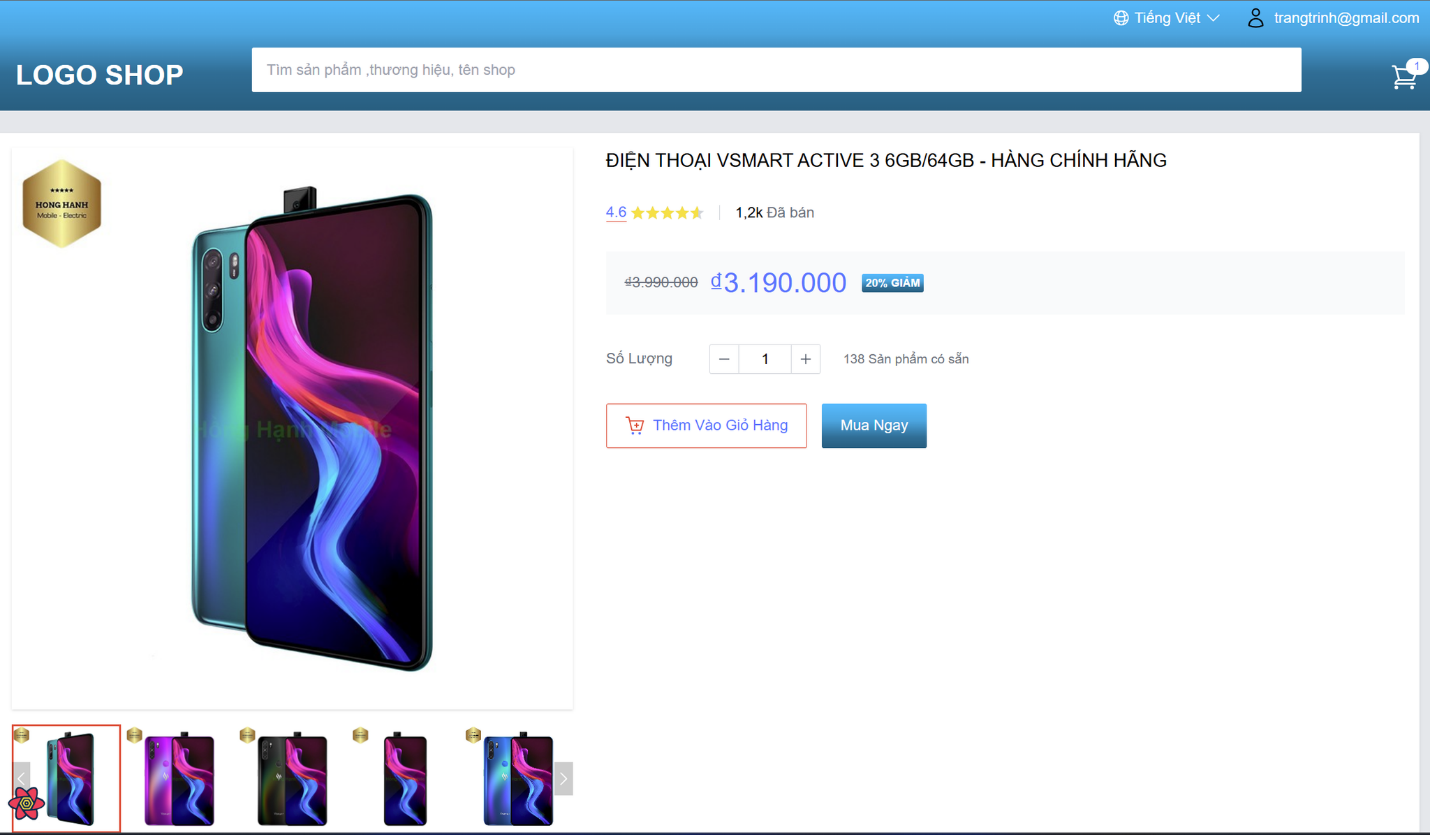 Tiếng Việt
trangtrinh@gmail.com
LOGO SHOP
Tìm sản phẩm ,thương hiệu, tên shop
1
HONG HANH
Mobile - Electric
Hong Hạnh Mobile
ĐIỆN THOẠI VSMART ACTIVE 3 6GB/64GB - HÀNG CHÍNH HÃNG
4.6
1,2k Đã bán
₫3.990.000 ₫3.190.000 20% GIẢM
Số Lượng
1
138 Sản phẩm có sẵn
Thêm Vào Giỏ Hàng
Mua Ngay